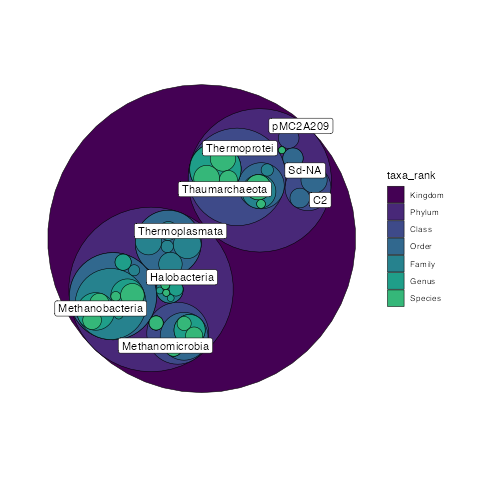 pMC2A209
Thermoprotei
Sd-NA
Thaumarchaeota
C2
Thermoplasmata
Halobacteria
Methanobacteria
Methanomicrobia
taxa_rank
Kingdom
Phylum
Class
Order
Family
Genus
Species